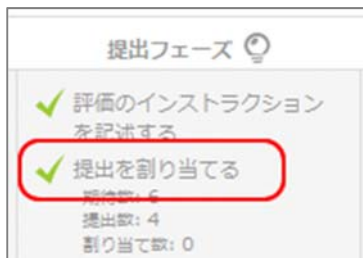 提出フェーズ
評価のインストラクション
を記述する
提出を割り当てる
期待数: 6
提出数: 4
割り当て数: 0